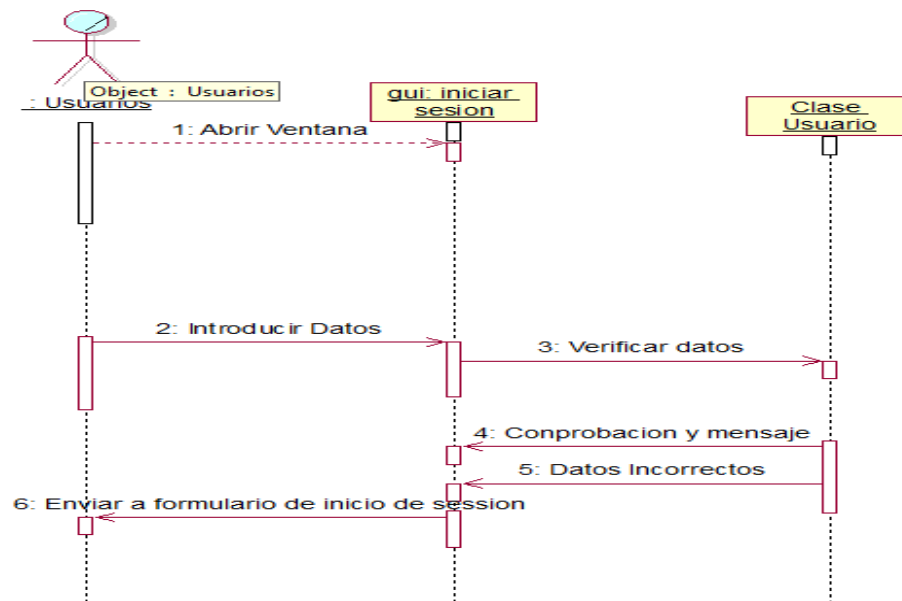 Object : Usuarios
: Usuarios
gui: iniciar
sesion
Clase
Usuario
1: Abrir Ventana
2: Introducir Datos
3: Verificar datos
4: Conprobacion y mensaje
5: Datos Incorrectos
6: Enviar a formulario de inicio de session